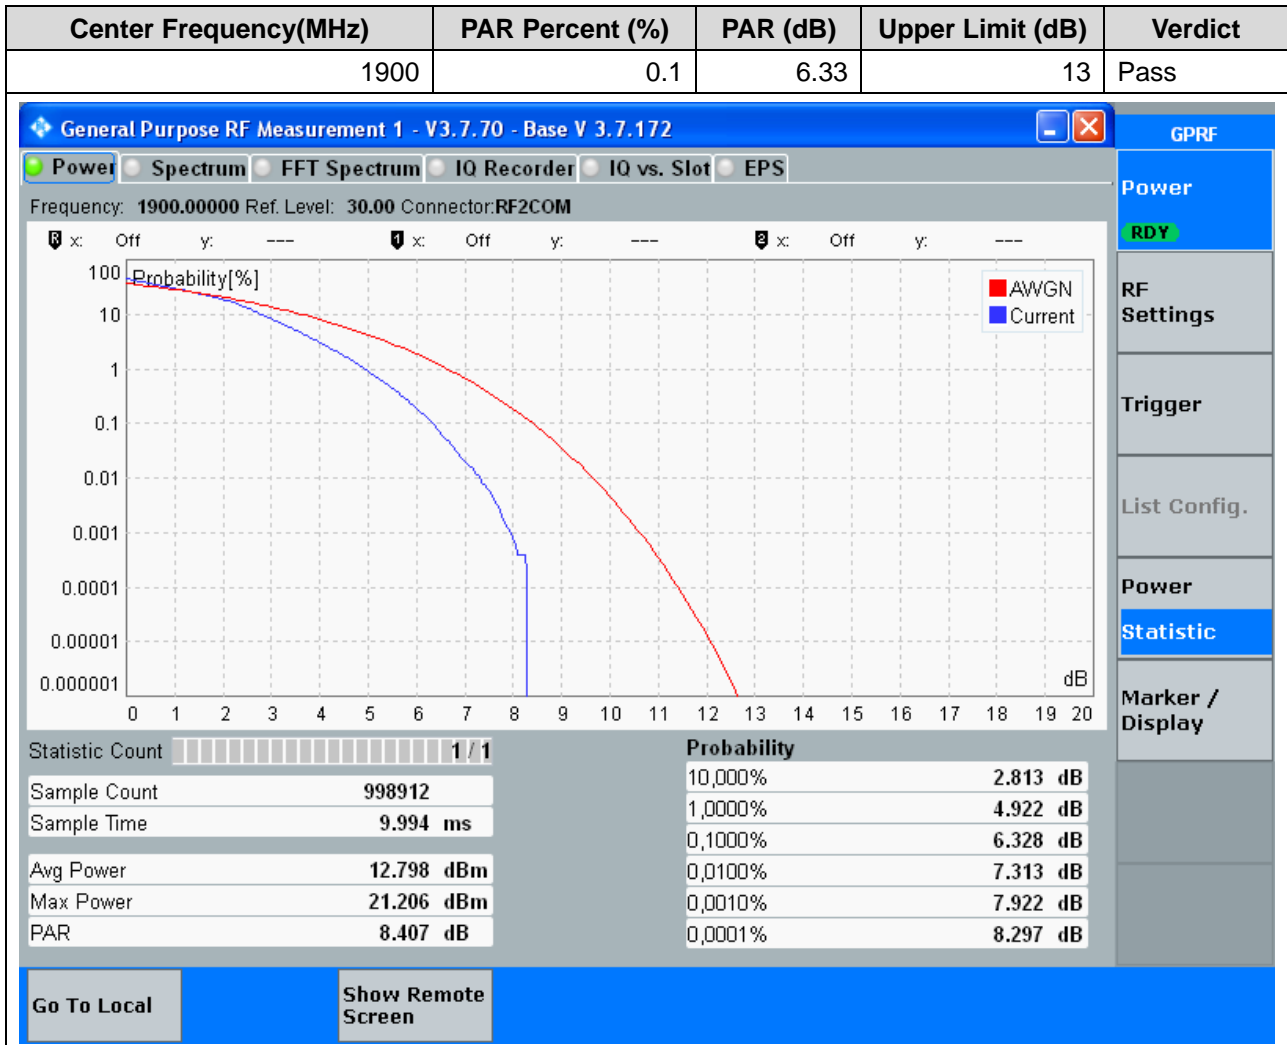 Center Frequency(MHz) PAR Percent (%) PAR (dB) Upper Limit (dB) Verdict
1900 0.1 6.33 13 Pass
General Purpose RF Measurement 1 - V3.7.70 - Base V 3.7.172
GPRF
Power Spectrum FFT Spectrum IQ Recorder IQ vs. Slot EPS
Frequency: 1900.00000 Ref. Level: 30.00 Connector:RF2COM
R x: Off y: --- 1 x: Off y: --- 2 x: Off y: ---
Probability[%]
100
10
1
0.1
0.01
0.001
0.0001
0.00001
0.000001
AWGN
Current
dB
0 1 2 3 4 5 6 7 8 9 10 11 12 13 14 15 16 17 18 19 20
Statistic Count 1 / 1
Sample Count 998912
Sample Time 9.994 ms
Avg Power 12.798 dBm
Max Power 21.206 dBm
PAR 8.407 dB
Probability
10,000% 2.813 dB
1,0000% 4.922 dB
0,1000% 6.328 dB
0,0100% 7.313 dB
0,0010% 7.922 dB
0,0001% 8.297 dB
Power
RDY
RF
Settings
Trigger
List Config.
Power
Statistic
Marker /
Display
Go To Local
Show Remote
Screen